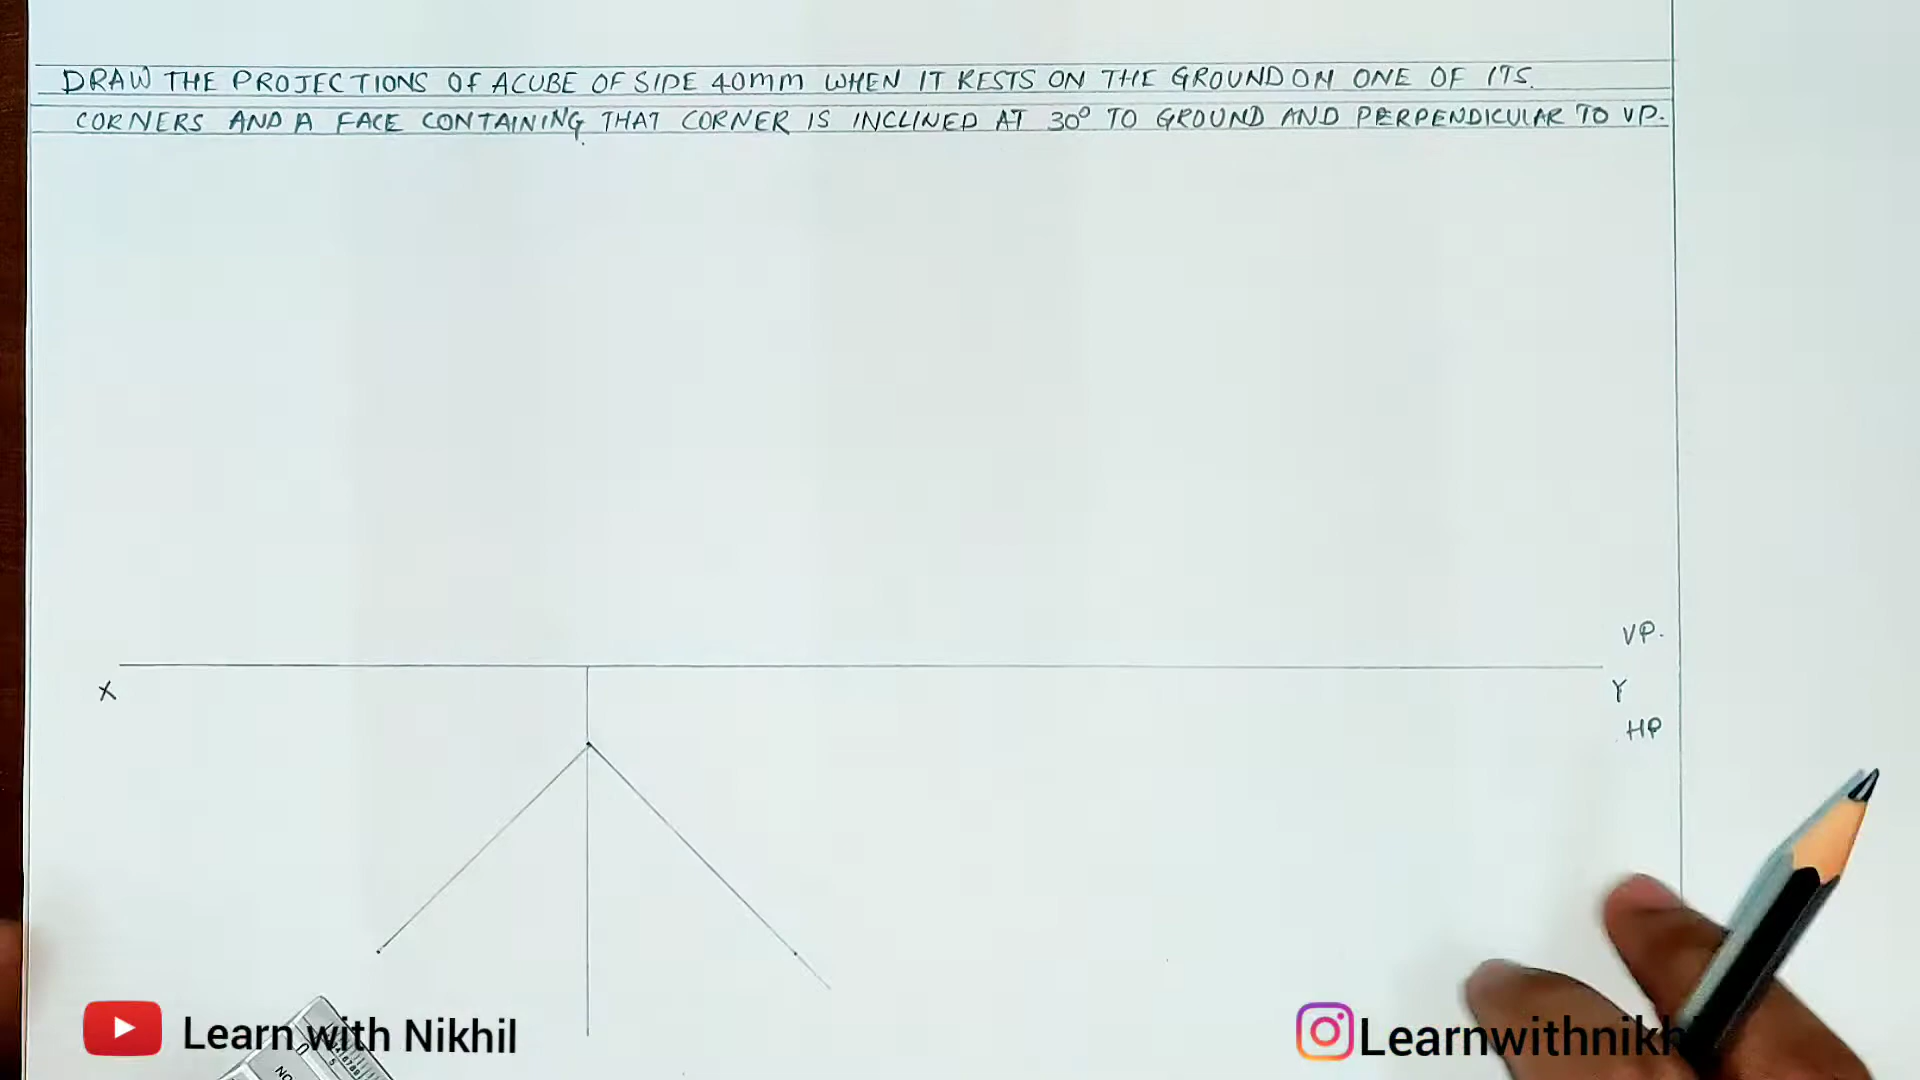 DRAW THE PROJECTIONS OF A CUBE OF SIDE 40mm WHEN IT RESTS ON THE GROUND ON ONE OF ITS.
CORNERS AND A FACE CONTAINING THAT CORNER IS INCLINED AT 30° TO GROUND AND PERPENDICULAR TO VP.
VP.
X
Y
HP
Learn with Nikhil
Learnwithnikh